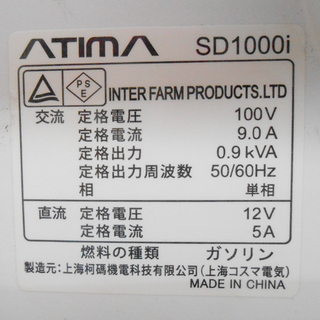 ATIMA SD1000i
PSE INTER FARM PRODUCTS.LTD
交流 定格電圧 100V
定格電流 9.0 A
定格出力 0.9 kVA
定格出力周波数 50/60Hz
相 単相
直流 定格電圧 12V
定格電流 5A
燃料の種類 ガソリン
製造元:上海柯碼機電科技有限公司(上海コスマ電気)
MADE IN CHINA